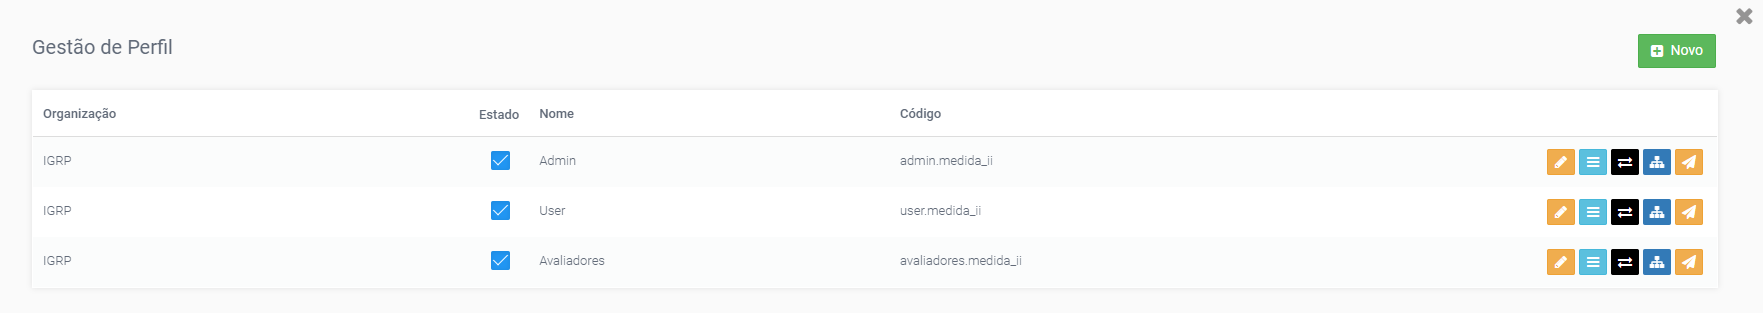 Gestão de Perfil
Novo
Organização Estado Nome Código
IGRP Admin admin.medida_ii
IGRP User user.medida_ii
IGRP Avaliadores avaliadores.medida_ii